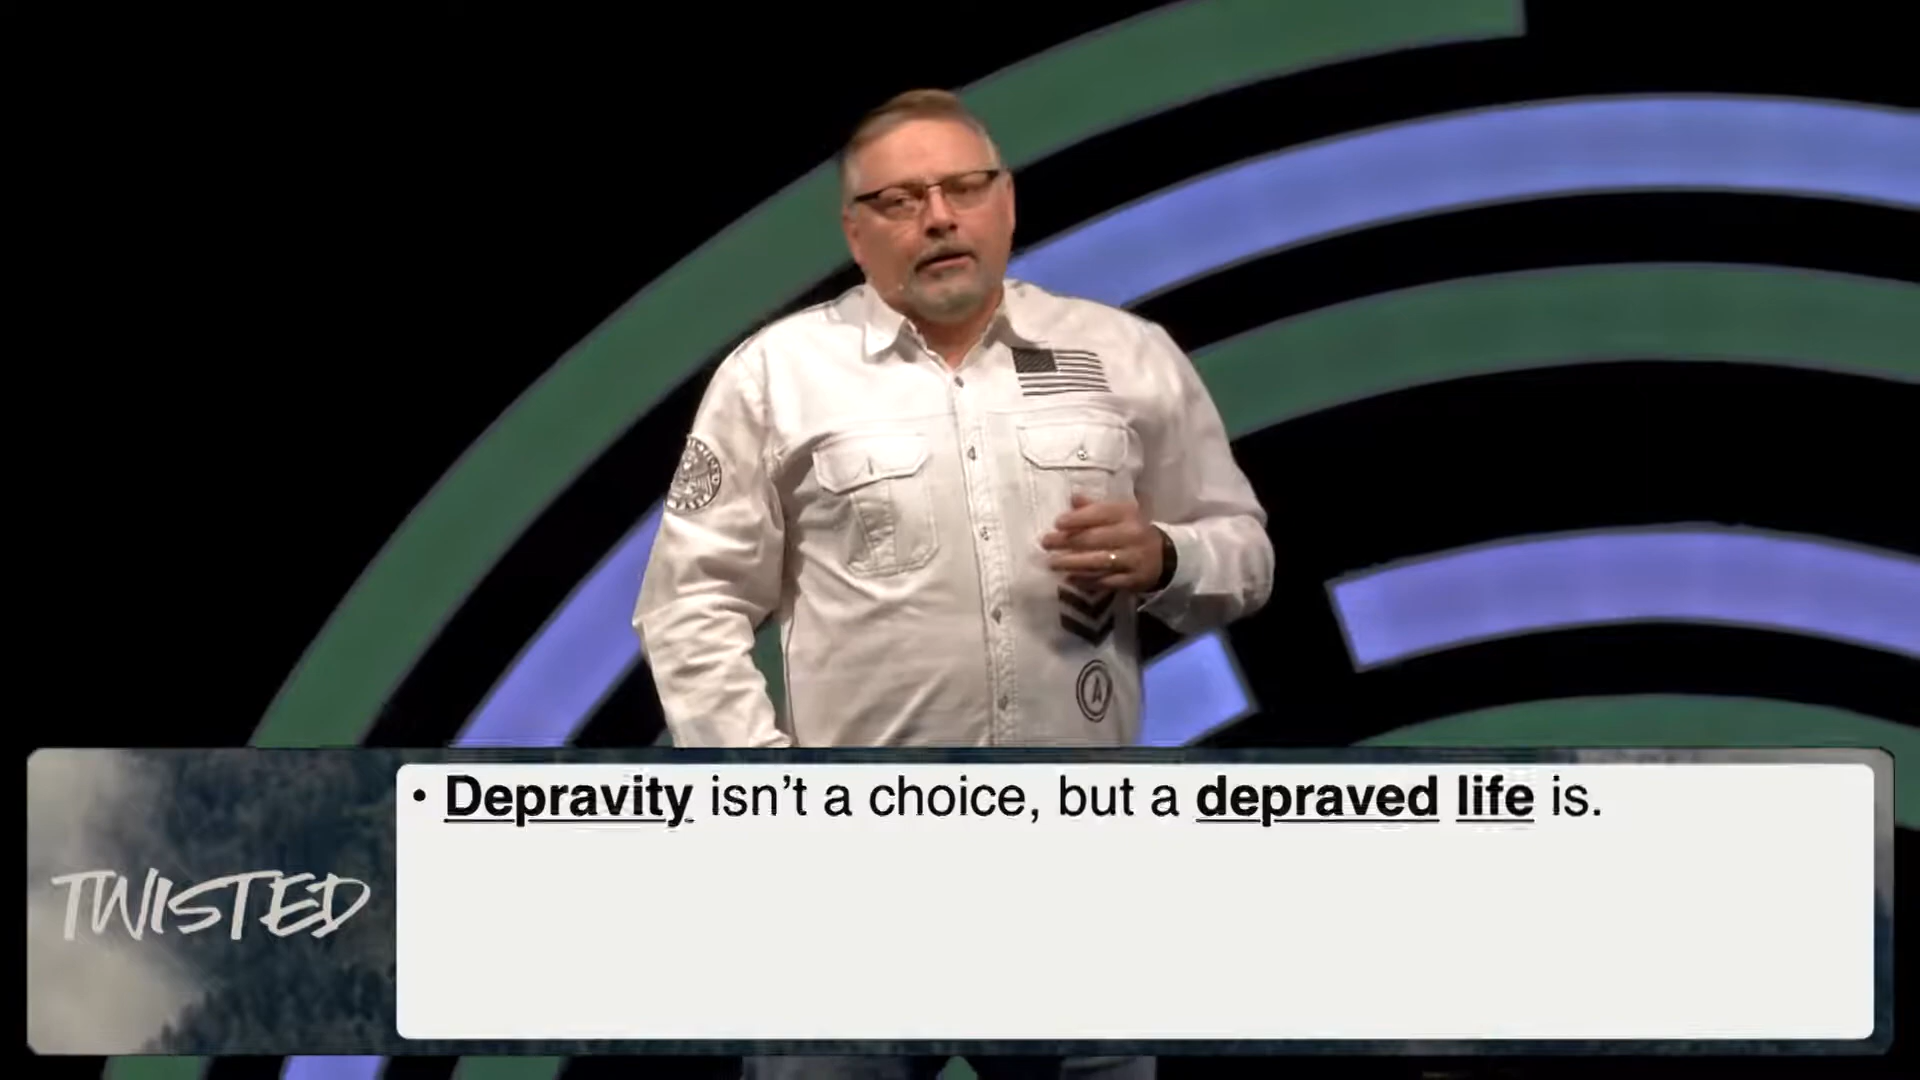 • Depravity isn't a choice, but a depraved life is.
TWISTED
A